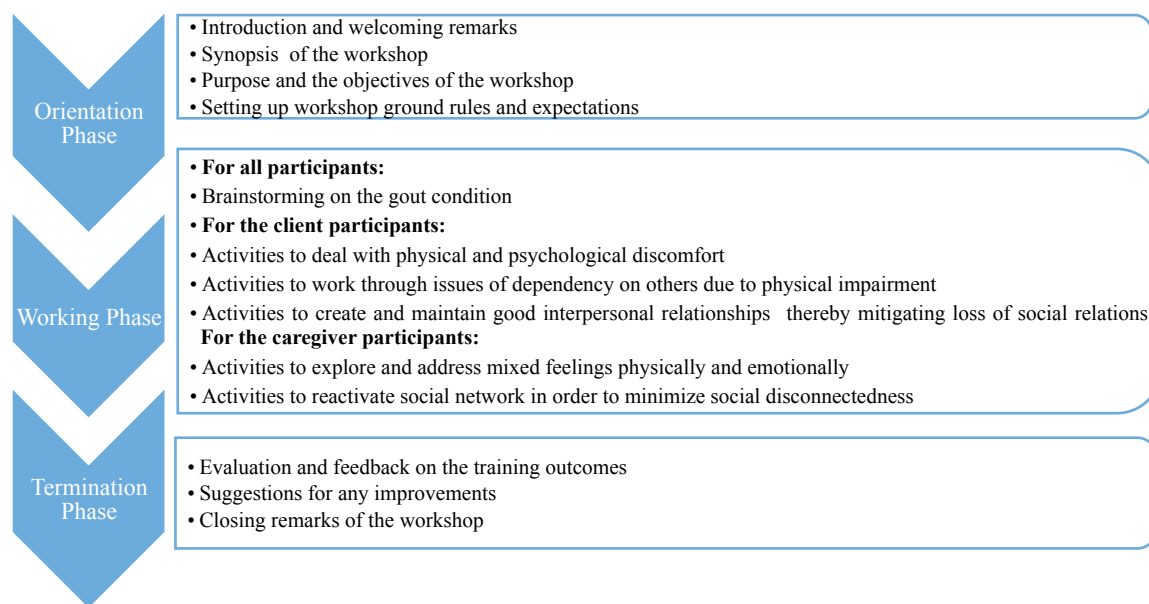 Orientation
Phase
• Introduction and welcoming remarks
• Synopsis of the workshop
• Purpose and the objectives of the workshop
• Setting up workshop ground rules and expectations
Working Phase
• For all participants:
• Brainstorming on the gout condition
• For the client participants:
• Activities to deal with physical and psychological discomfort
• Activities to work through issues of dependency on others due to physical impairment
• Activities to create and maintain good interpersonal relationships thereby mitigating loss of social relations
For the caregiver participants:
• Activities to explore and address mixed feelings physically and emotionally
• Activities to reactivate social network in order to minimize social disconnectedness
Termination
Phase
• Evaluation and feedback on the training outcomes
• Suggestions for any improvements
• Closing remarks of the workshop